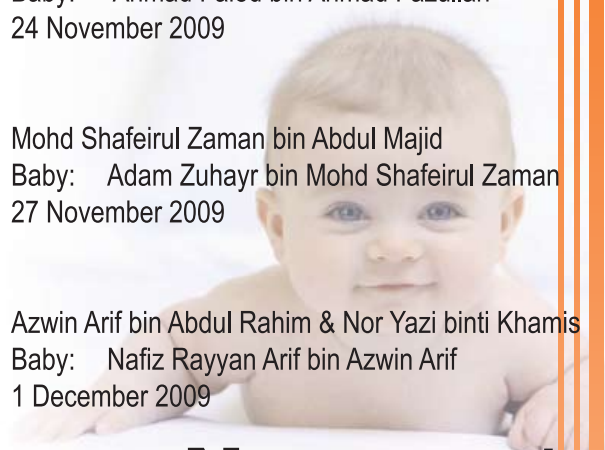 24 November 2009
Mohd Shafeirul Zaman bin Abdul Majid
Baby: Adam Zuhayr bin Mohd Shafeirul Zaman
27 November 2009
Azwin Arif bin Abdul Rahim & Nor Yazi binti Khamis
Baby: Nafiz Rayyan Arif bin Azwin Arif
1 December 2009